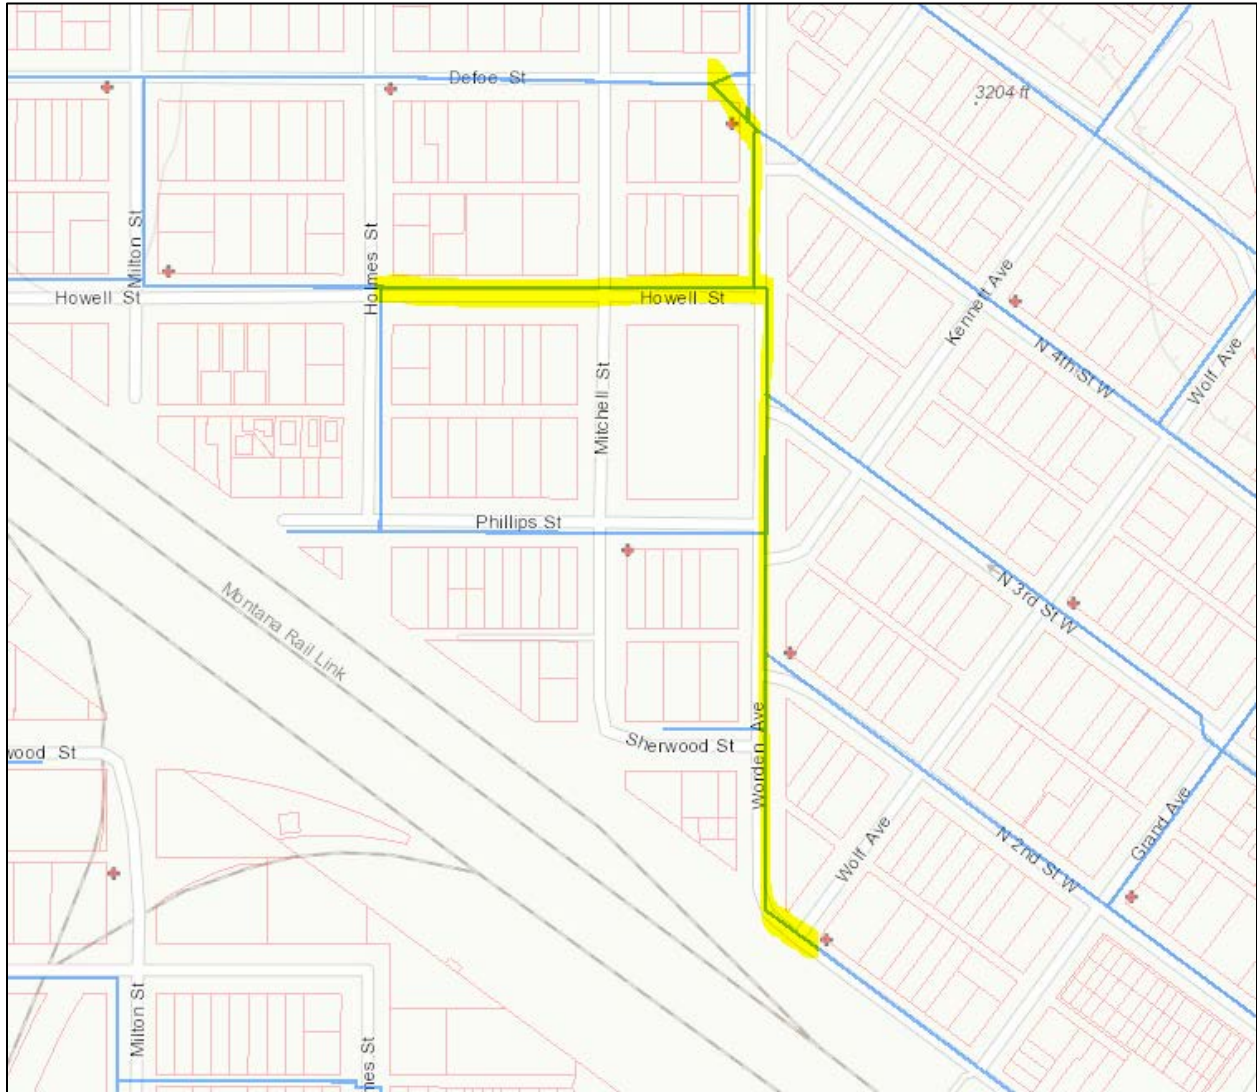 Defoe St
3204 ft
Milton St
Holmes St
Kennett Ave
Howell St
Howell St
N 4th St W
Wolf Ave
Mitchell St
Phillips St
N 3rd St W
Montana Rail Link
Worden Ave
Sherwood St
wood St
Grand Ave
Wolf Ave
N 2nd St W
Milton St
mes St